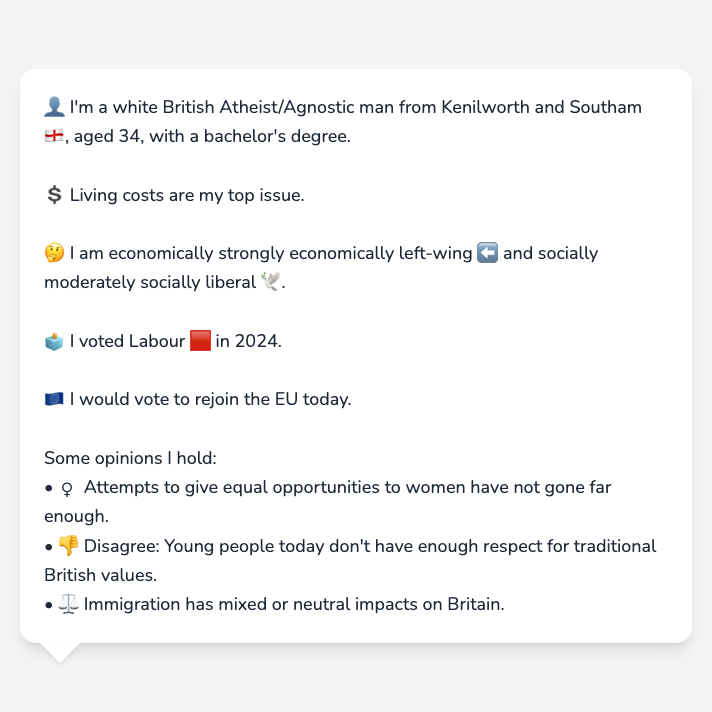 👤 I'm a white British Atheist/Agnostic man from Kenilworth and Southam
🏴󠁧󠁢󠁥󠁮󠁧󠁿, aged 34, with a bachelor's degree.
💲 Living costs are my top issue.
🤔 I am economically strongly economically left-wing ⬅️ and socially
moderately socially liberal 🕊️.
🗳️ I voted Labour 🟥 in 2024.
🇪🇺 I would vote to rejoin the EU today.
Some opinions I hold:
• ♀ Attempts to give equal opportunities to women have not gone far
enough.
• 👎 Disagree: Young people today don't have enough respect for traditional
British values.
• ⚖️ Immigration has mixed or neutral impacts on Britain.